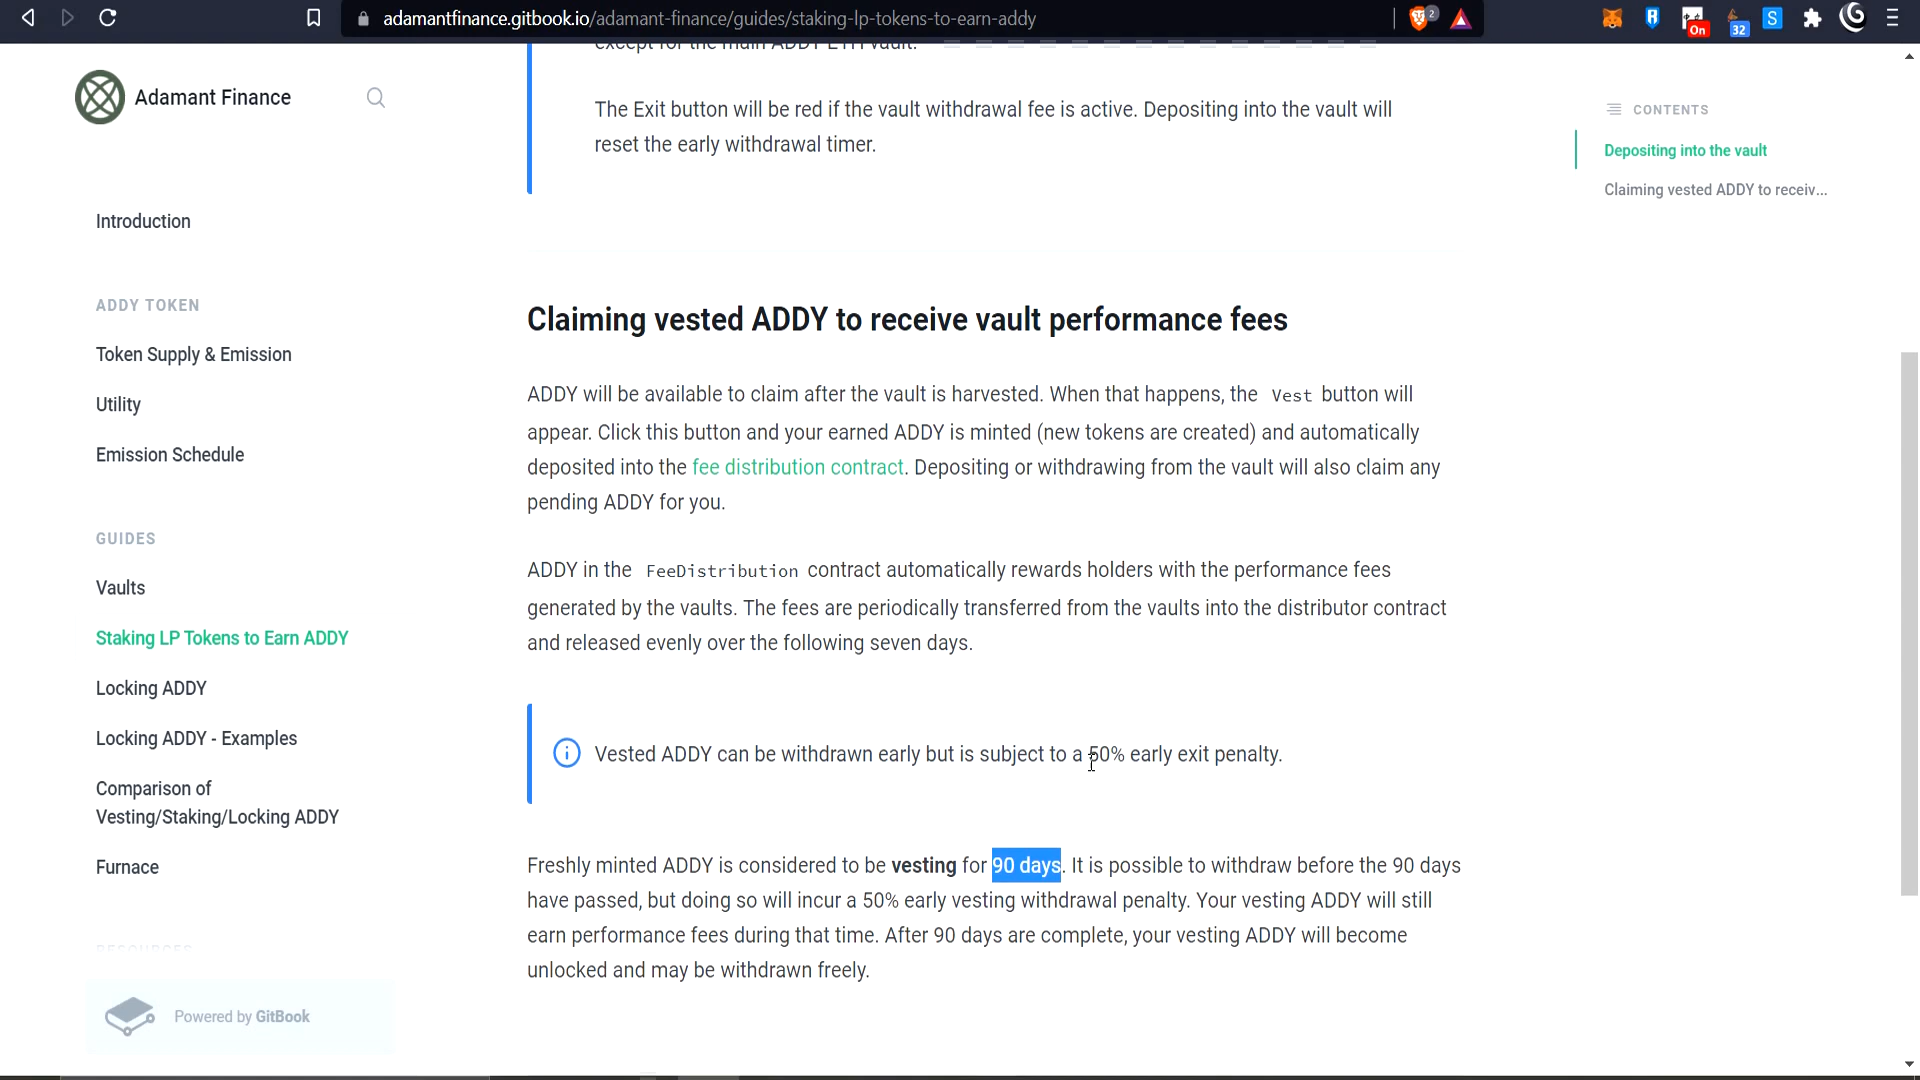 adamantfinance.gitbook.io/adamant-finance/guides/staking-lp-tokens-to-earn-addy
2
On
32
S
except for the main ADDY-ETH vault.
Adamant Finance
The Exit button will be red if the vault withdrawal fee is active. Depositing into the vault will
reset the early withdrawal timer.
CONTENTS
Depositing into the vault
Claiming vested ADDY to receiv...
Introduction
ADDY TOKEN
Token Supply & Emission
Utility
Emission Schedule
GUIDES
Vaults
Staking LP Tokens to Earn ADDY
Locking ADDY
Locking ADDY - Examples
Comparison of
Vesting/Staking/Locking ADDY
Furnace
RESOURCES
Powered by GitBook
Claiming vested ADDY to receive vault performance fees
ADDY will be available to claim after the vault is harvested. When that happens, the Vest button will
appear. Click this button and your earned ADDY is minted (new tokens are created) and automatically
deposited into the fee distribution contract. Depositing or withdrawing from the vault will also claim any
pending ADDY for you.
ADDY in the FeeDistribution contract automatically rewards holders with the performance fees
generated by the vaults. The fees are periodically transferred from the vaults into the distributor contract
and released evenly over the following seven days.
Vested ADDY can be withdrawn early but is subject to a 50% early exit penalty.
Freshly minted ADDY is considered to be vesting for 90 days. It is possible to withdraw before the 90 days
have passed, but doing so will incur a 50% early vesting withdrawal penalty. Your vesting ADDY will still
earn performance fees during that time. After 90 days are complete, your vesting ADDY will become
unlocked and may be withdrawn freely.